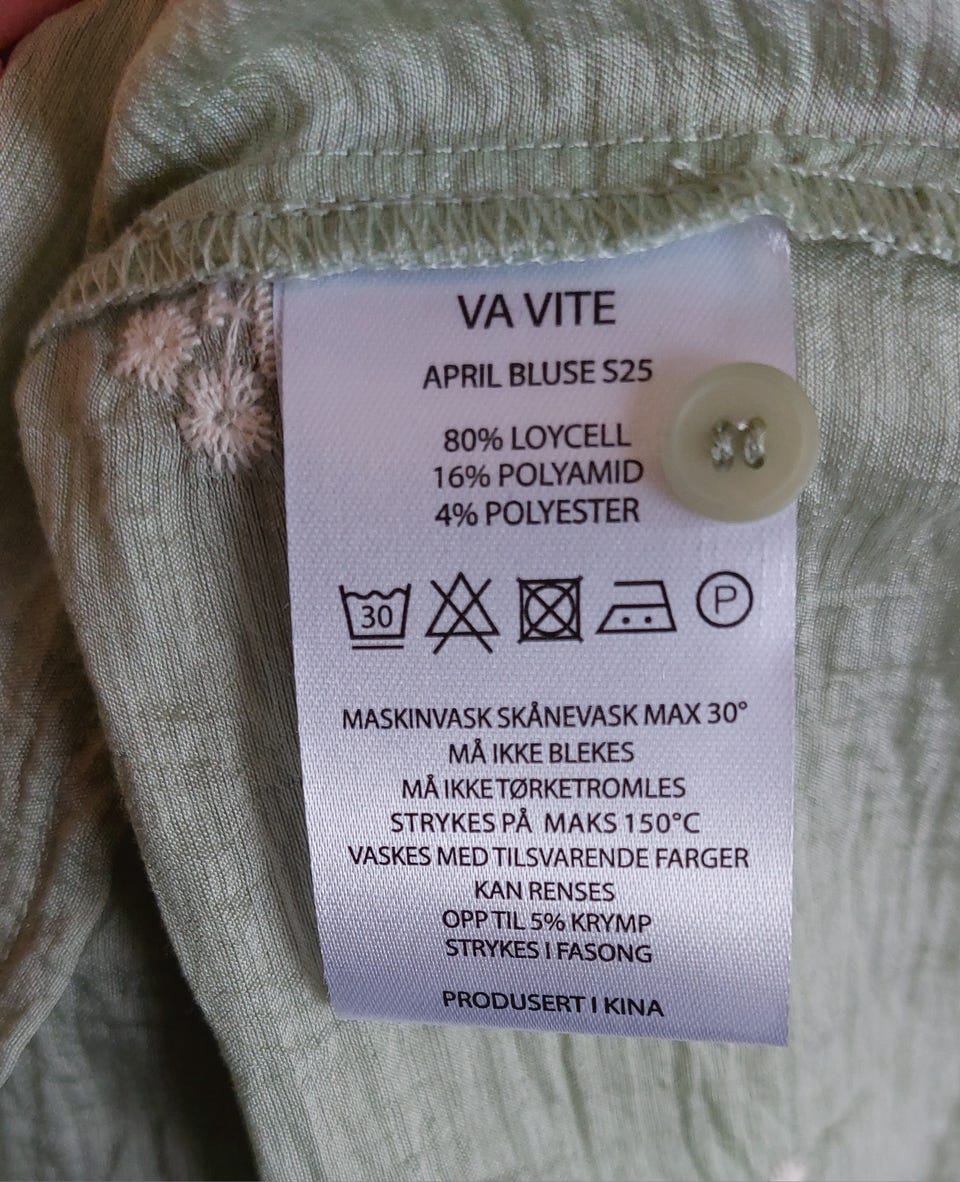 VA VITE
APRIL BLUSE S25
80% LOYCELL
16% POLYAMID
4% POLYESTER
30 P
MASKINVASK SKÅNEVASK MAX 30°
MÅ IKKE BLEKES
MÅ IKKE TØRKETROMLES
STRYKES PÅ MAKS 150°C
VASKES MED TILSVARENDE FARGER
KAN RENSES
OPP TIL 5% KRYMP
STRYKES I FASONG
PRODUSERT I KINA